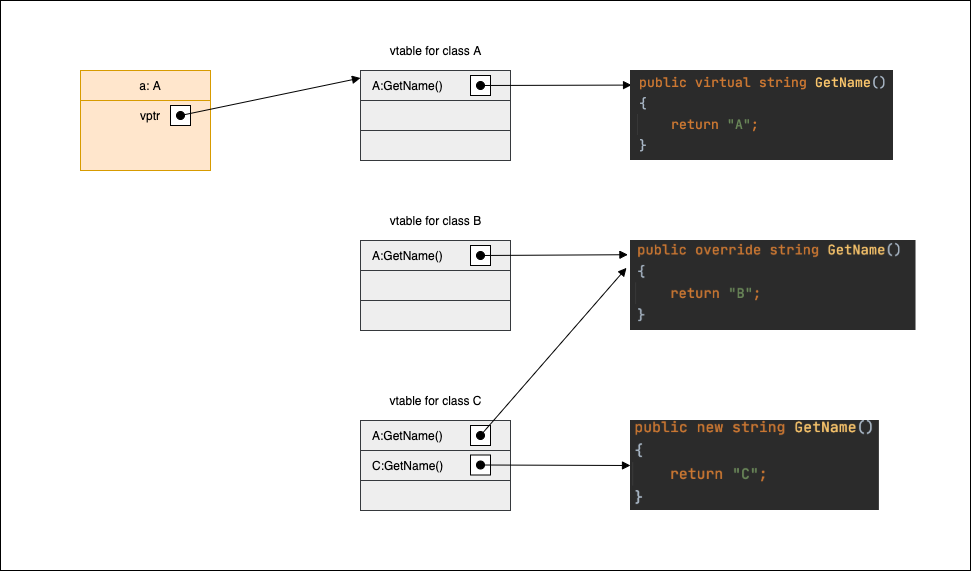 vtable for class A
a: A
vptr
A:GetName()
public virtual string GetName()
{
return "A";
}
vtable for class B
A:GetName()
public override string GetName()
{
return "B";
}
vtable for class C
A:GetName()
C:GetName()
public new string GetName()
{
return "C";
}